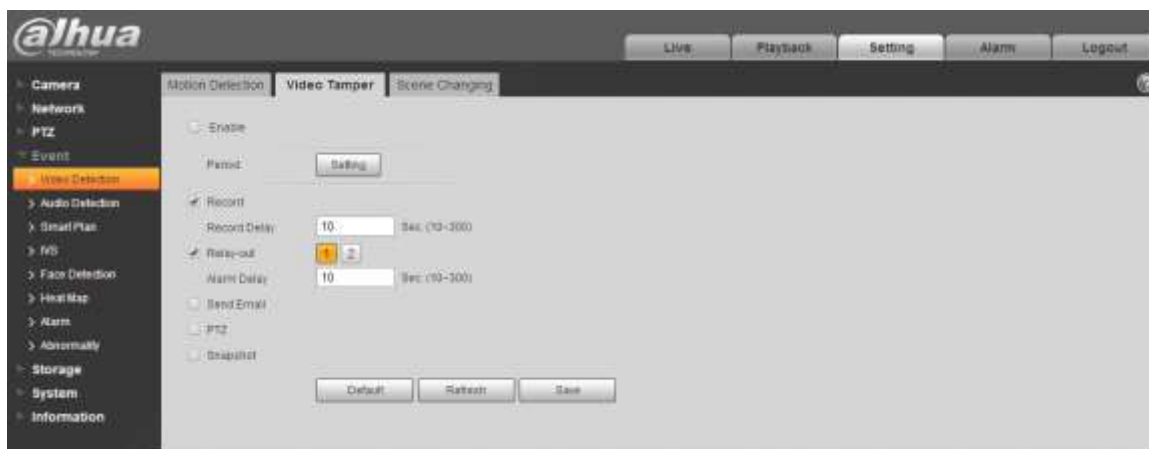 alhua
TECHNOLOGY
Live Playback Setting Alarm Logout
Camera
Network
PTZ
Event
Video Detection
Audio Detection
Smart Plan
IVS
Face Detection
Heat Map
Alarm
Abnormality
Storage
System
Information
Motion Detection Video Tamper Scene Changing
Enable
Period Setting
Record
Record Delay 10 Sec. (10~300)
Relay-out 1 2
Alarm Delay 10 Sec. (10~300)
Send Email
PTZ
Snapshot
Default Refresh Save